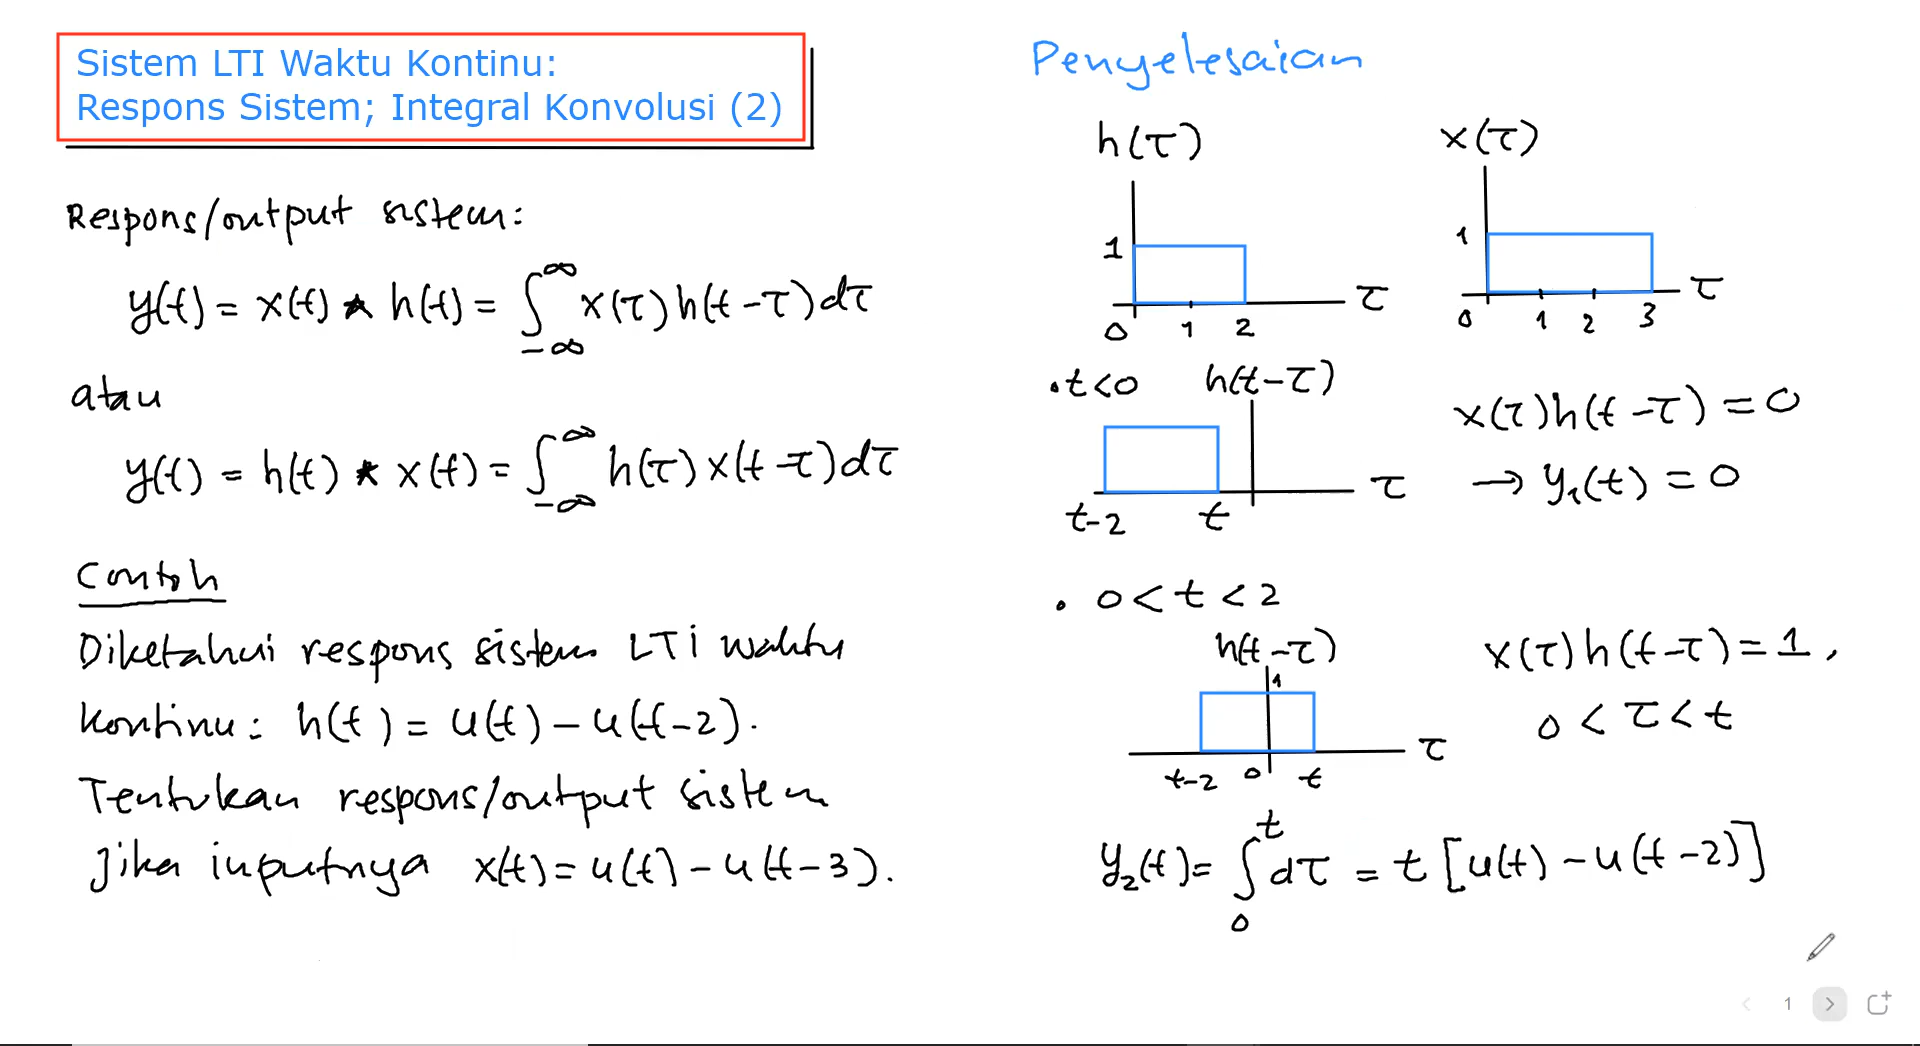 Sistem LTI Waktu Kontinu:
Respons Sistem; Integral Konvolusi (2)
Respons/output sistem:
y(t) = x(t) ★ h(t) = ∫_{-∞}^{∞} x(τ) h(t-τ) dτ
atau
y(t) = h(t) ★ x(t) = ∫_{-∞}^{∞} h(τ) x(t-τ) dτ
Contoh
Diketahui respons sistem LTI waktu
kontinu: h(t) = u(t) - u(t-2).
Tentukan respons/output sistem
jika inputnya x(t) = u(t) - u(t-3).
Penyelesaian
h(τ)
1
τ
0 1 2
x(τ)
1
τ
0 1 2 3
• t<0 h(t-τ)
τ
t-2 t
x(τ)h(t-τ) = 0
→ y₁(t) = 0
• 0 < t < 2
h(t-τ)
1
τ
t-2 0 t
x(τ)h(t-τ) = 1,
0 < τ < t
y₂(t) = ∫_{0}^{t} dτ = t [u(t) - u(t-2)]
1